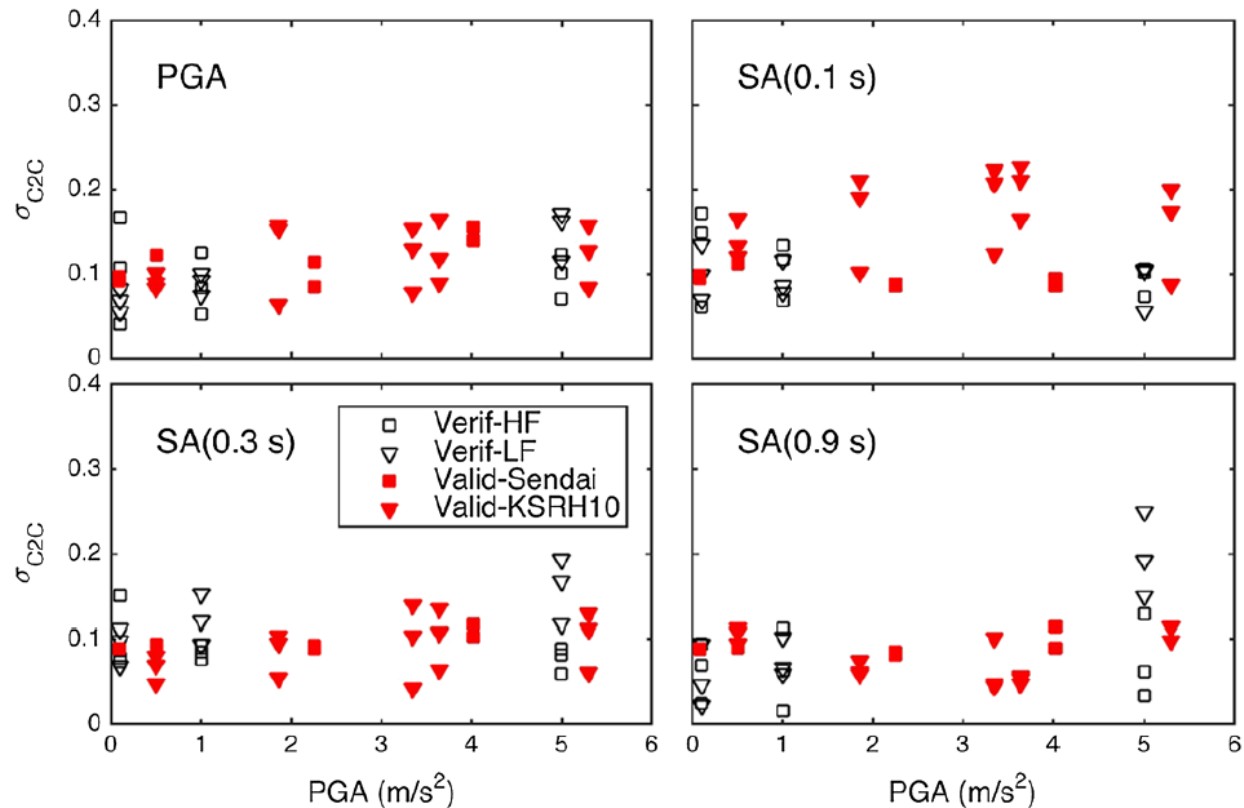 0.4
0.3
0.2
0.1
0
σC2C
PGA
SA(0.1 s)
0.4
0.3
0.2
0.1
0
σC2C
SA(0.3 s)
Verif-HF
Verif-LF
Valid-Sendai
Valid-KSRH10
SA(0.9 s)
0 1 2 3 4 5 6
0 1 2 3 4 5 6
PGA (m/s²)
PGA (m/s²)